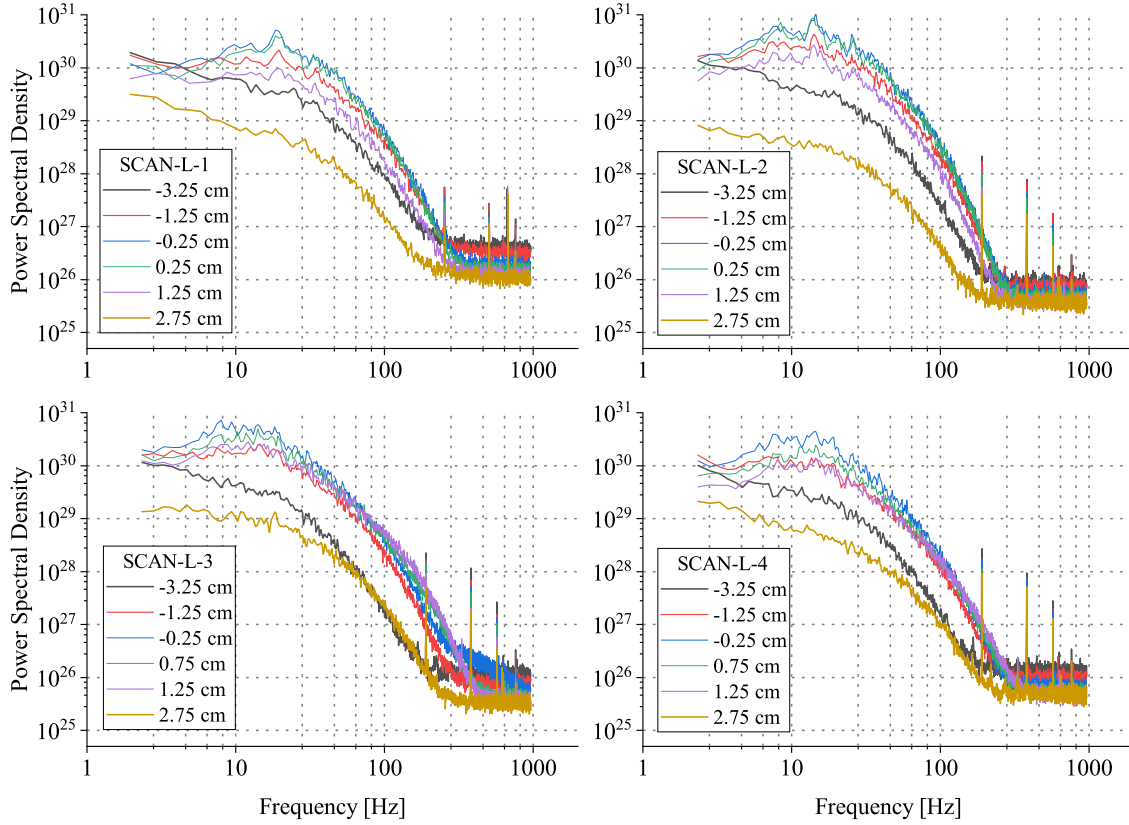 10^31
10^30
10^29
10^28
10^27
10^26
10^25
Power Spectral Density
SCAN-L-1
-3.25 cm
-1.25 cm
-0.25 cm
0.25 cm
1.25 cm
2.75 cm
1 10 100 1000
10^31
10^30
10^29
10^28
10^27
10^26
10^25
SCAN-L-2
-3.25 cm
-1.25 cm
-0.25 cm
0.25 cm
1.25 cm
2.75 cm
1 10 100 1000
10^31
10^30
10^29
10^28
10^27
10^26
10^25
Power Spectral Density
SCAN-L-3
-3.25 cm
-1.25 cm
-0.25 cm
0.75 cm
1.25 cm
2.75 cm
1 10 100 1000
Frequency [Hz]
10^31
10^30
10^29
10^28
10^27
10^26
10^25
SCAN-L-4
-3.25 cm
-1.25 cm
-0.25 cm
0.75 cm
1.25 cm
2.75 cm
1 10 100 1000
Frequency [Hz]